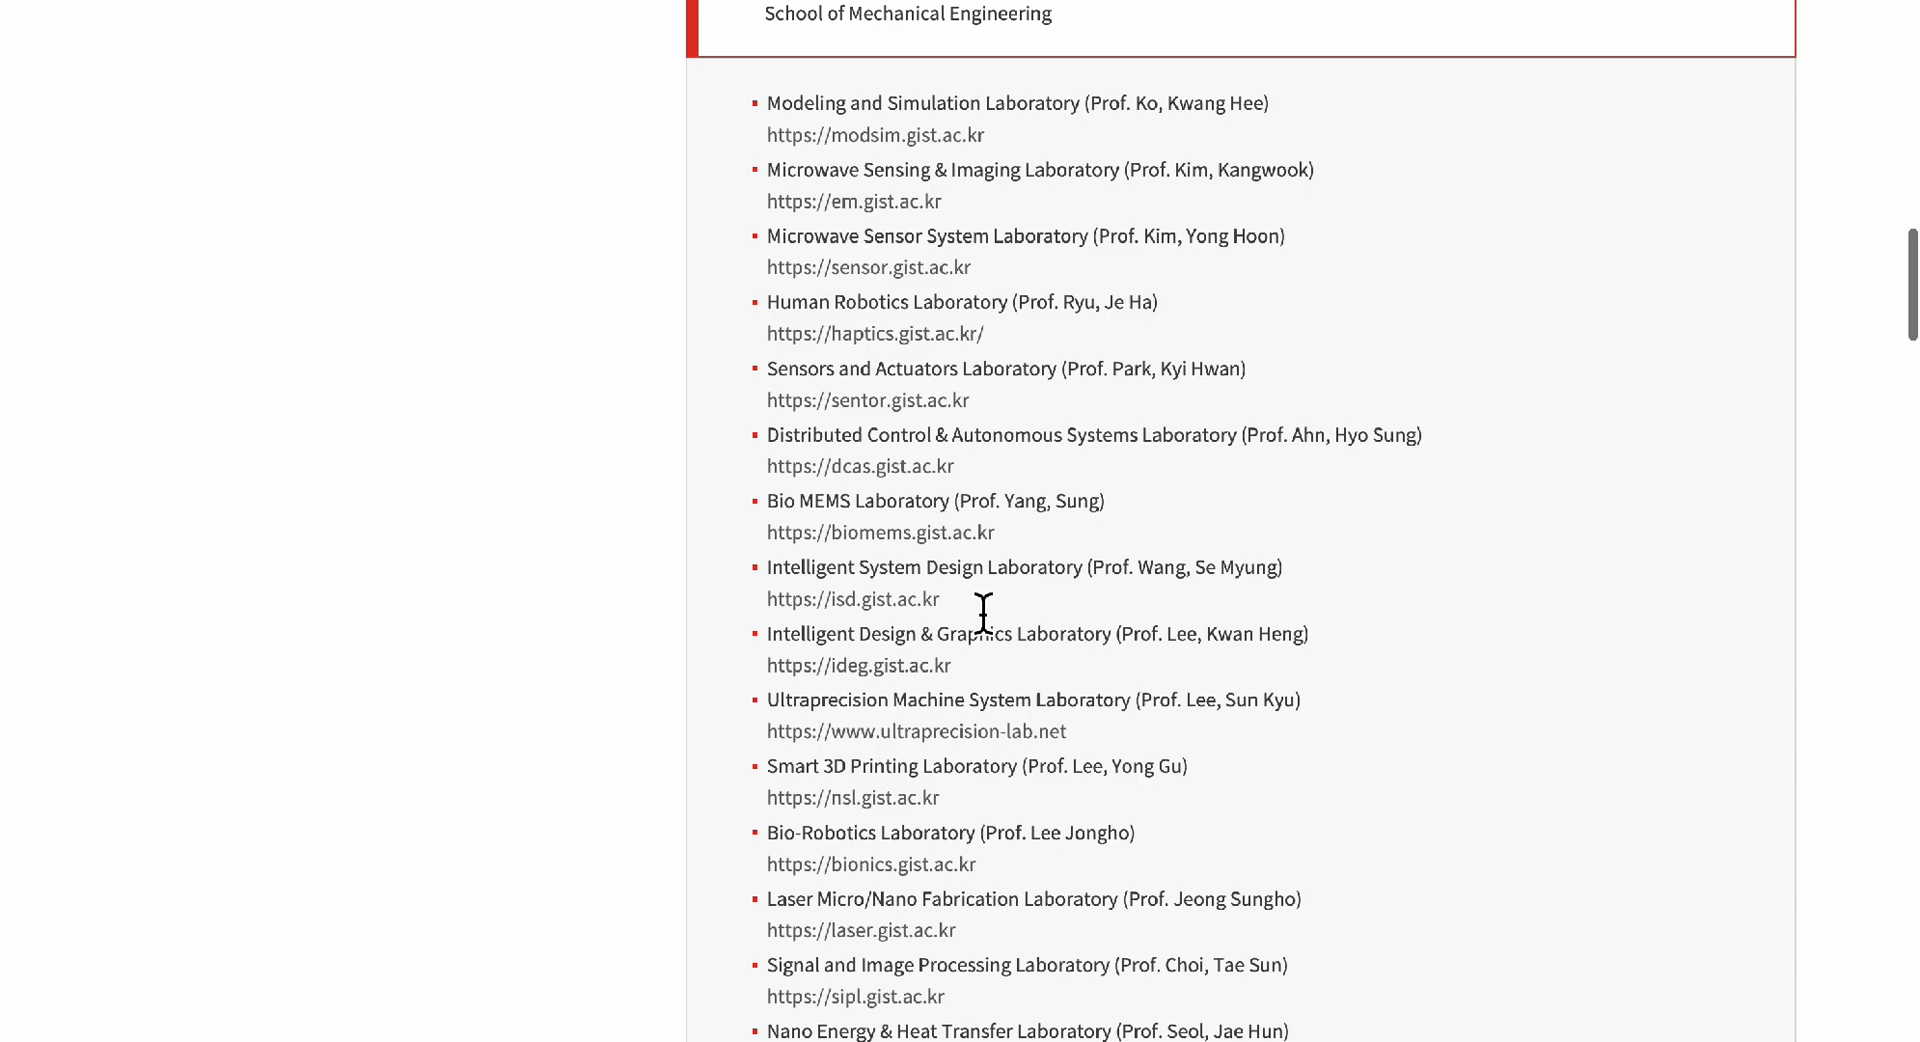 School of Mechanical Engineering
Modeling and Simulation Laboratory (Prof. Ko, Kwang Hee)
https://modsim.gist.ac.kr
Microwave Sensing & Imaging Laboratory (Prof. Kim, Kangwook)
https://em.gist.ac.kr
Microwave Sensor System Laboratory (Prof. Kim, Yong Hoon)
https://sensor.gist.ac.kr
Human Robotics Laboratory (Prof. Ryu, Je Ha)
https://haptics.gist.ac.kr/
Sensors and Actuators Laboratory (Prof. Park, Kyi Hwan)
https://sentor.gist.ac.kr
Distributed Control & Autonomous Systems Laboratory (Prof. Ahn, Hyo Sung)
https://dcas.gist.ac.kr
Bio MEMS Laboratory (Prof. Yang, Sung)
https://biomems.gist.ac.kr
Intelligent System Design Laboratory (Prof. Wang, Se Myung)
https://isd.gist.ac.kr
Intelligent Design & Graphics Laboratory (Prof. Lee, Kwan Heng)
https://ideg.gist.ac.kr
Ultraprecision Machine System Laboratory (Prof. Lee, Sun Kyu)
https://www.ultraprecision-lab.net
Smart 3D Printing Laboratory (Prof. Lee, Yong Gu)
https://nsl.gist.ac.kr
Bio-Robotics Laboratory (Prof. Lee Jongho)
https://bionics.gist.ac.kr
Laser Micro/Nano Fabrication Laboratory (Prof. Jeong Sungho)
https://laser.gist.ac.kr
Signal and Image Processing Laboratory (Prof. Choi, Tae Sun)
https://sipl.gist.ac.kr
Nano Energy & Heat Transfer Laboratory (Prof. Seol, Jae Hun)